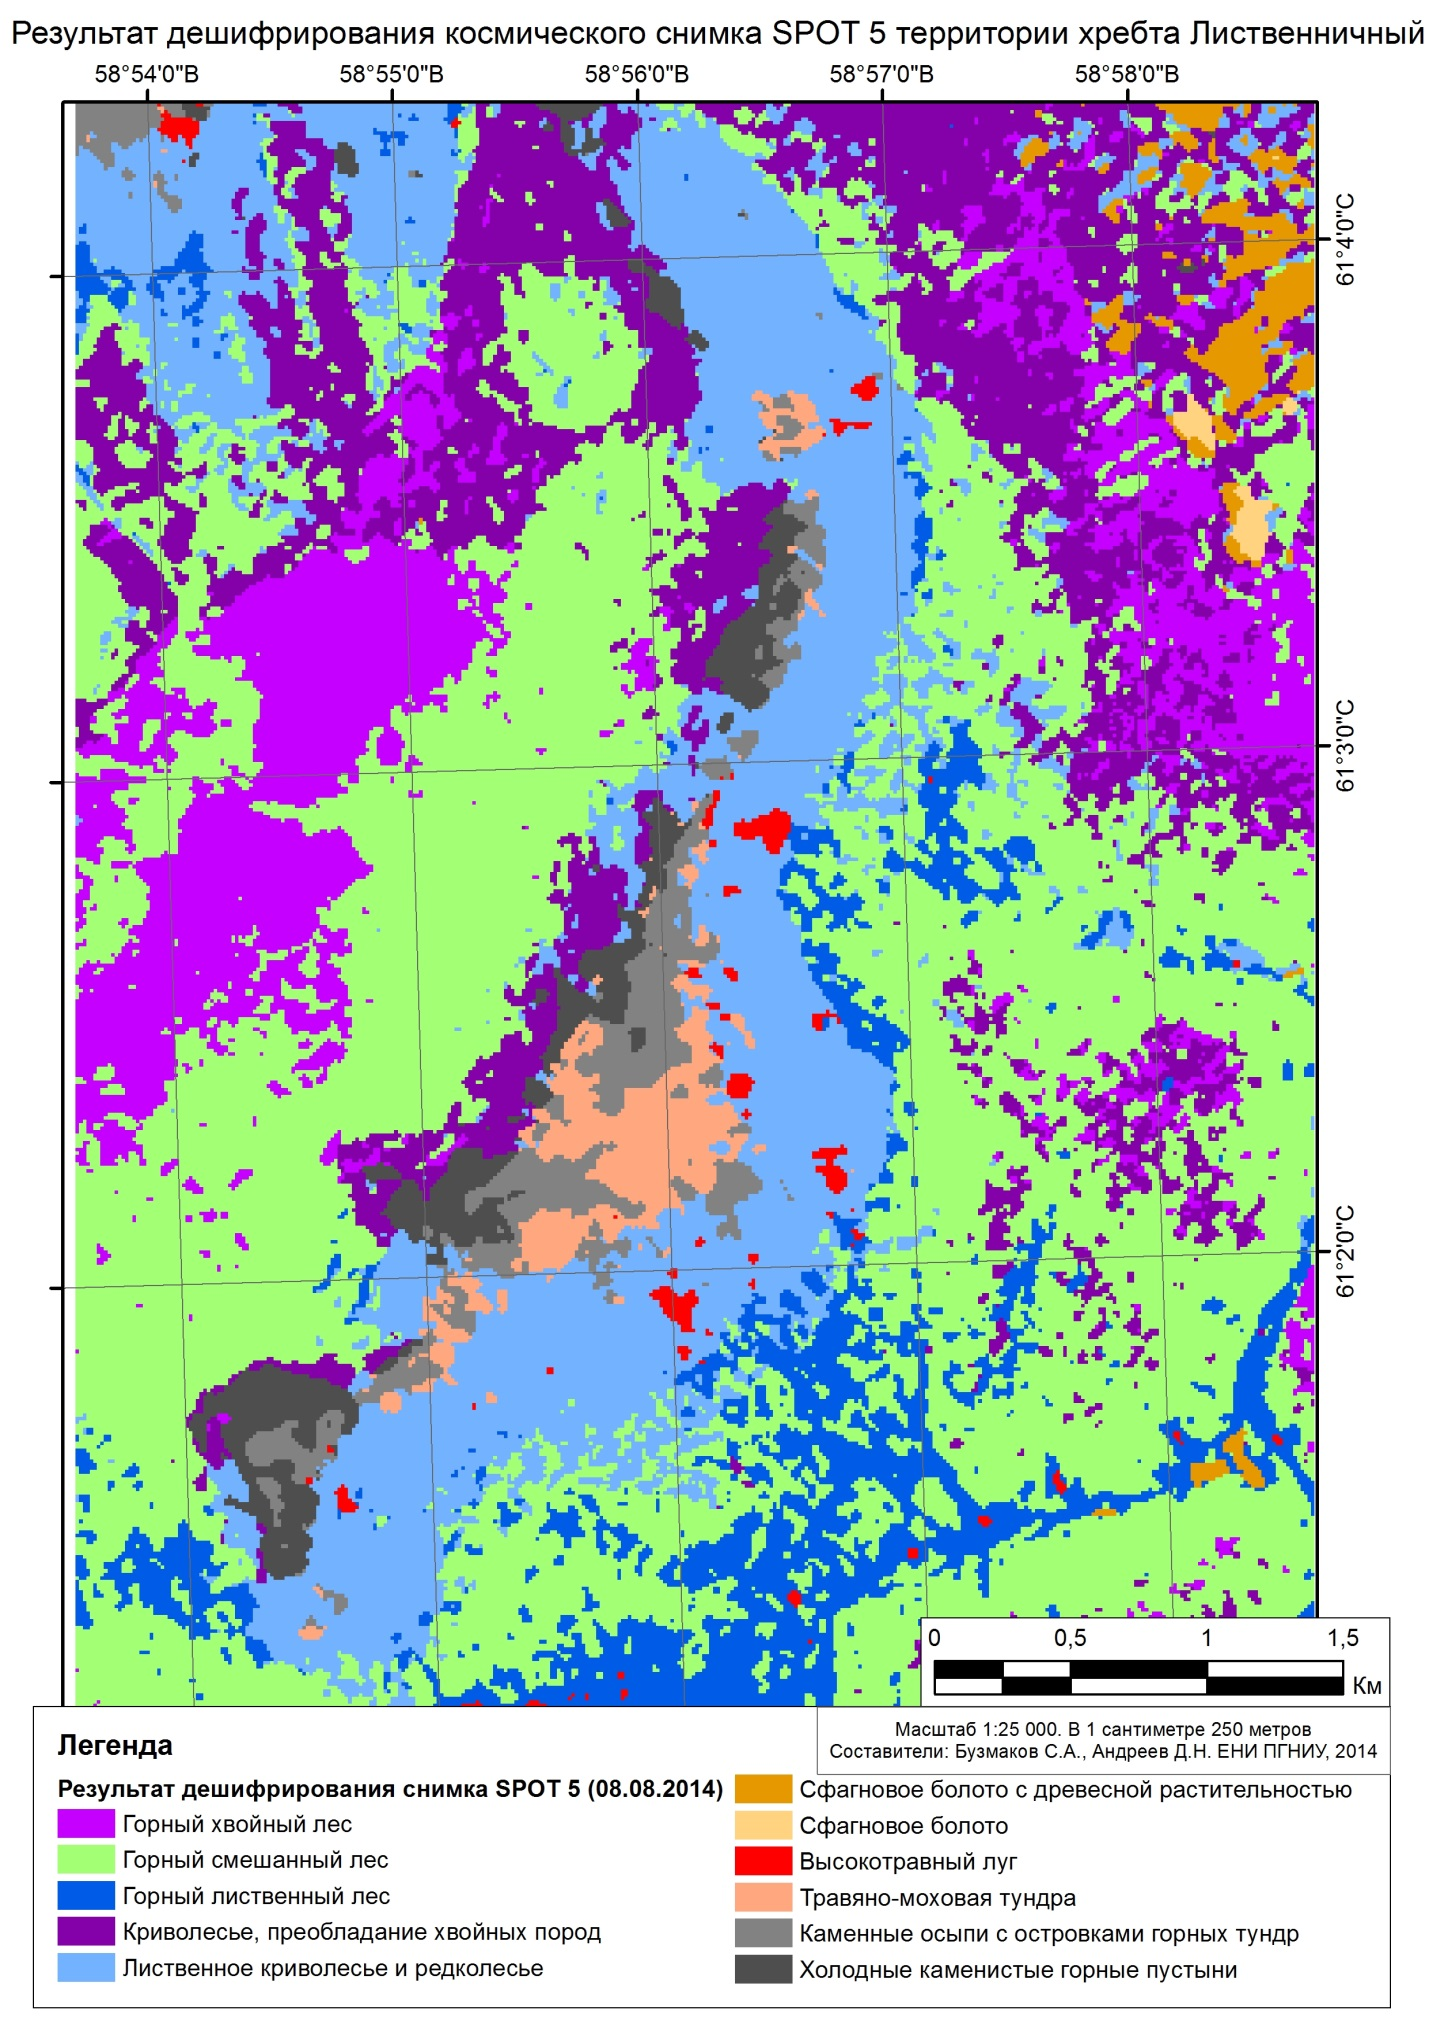 Результат дешифрирования космического снимка SPOT 5 территории хребта Лиственничный
58°54'0"В 58°55'0"В 58°56'0"В 58°57'0"В 58°58'0"В
61°4'0"С
61°3'0"С
61°2'0"С
0 0,5 1 1,5
Км
Масштаб 1:25 000. В 1 сантиметре 250 метров
Составители: Бузмаков С.А., Андреев Д.Н. ЕНИ ПГНИУ, 2014
Легенда
Результат дешифрирования снимка SPOT 5 (08.08.2014)
Горный хвойный лес
Горный смешанный лес
Горный лиственный лес
Криволесье, преобладание хвойных пород
Лиственное криволесье и редколесье
Сфагновое болото с древесной растительностью
Сфагновое болото
Высокотравный луг
Травяно-моховая тундра
Каменные осыпи с островками горных тундр
Холодные каменистые горные пустыни